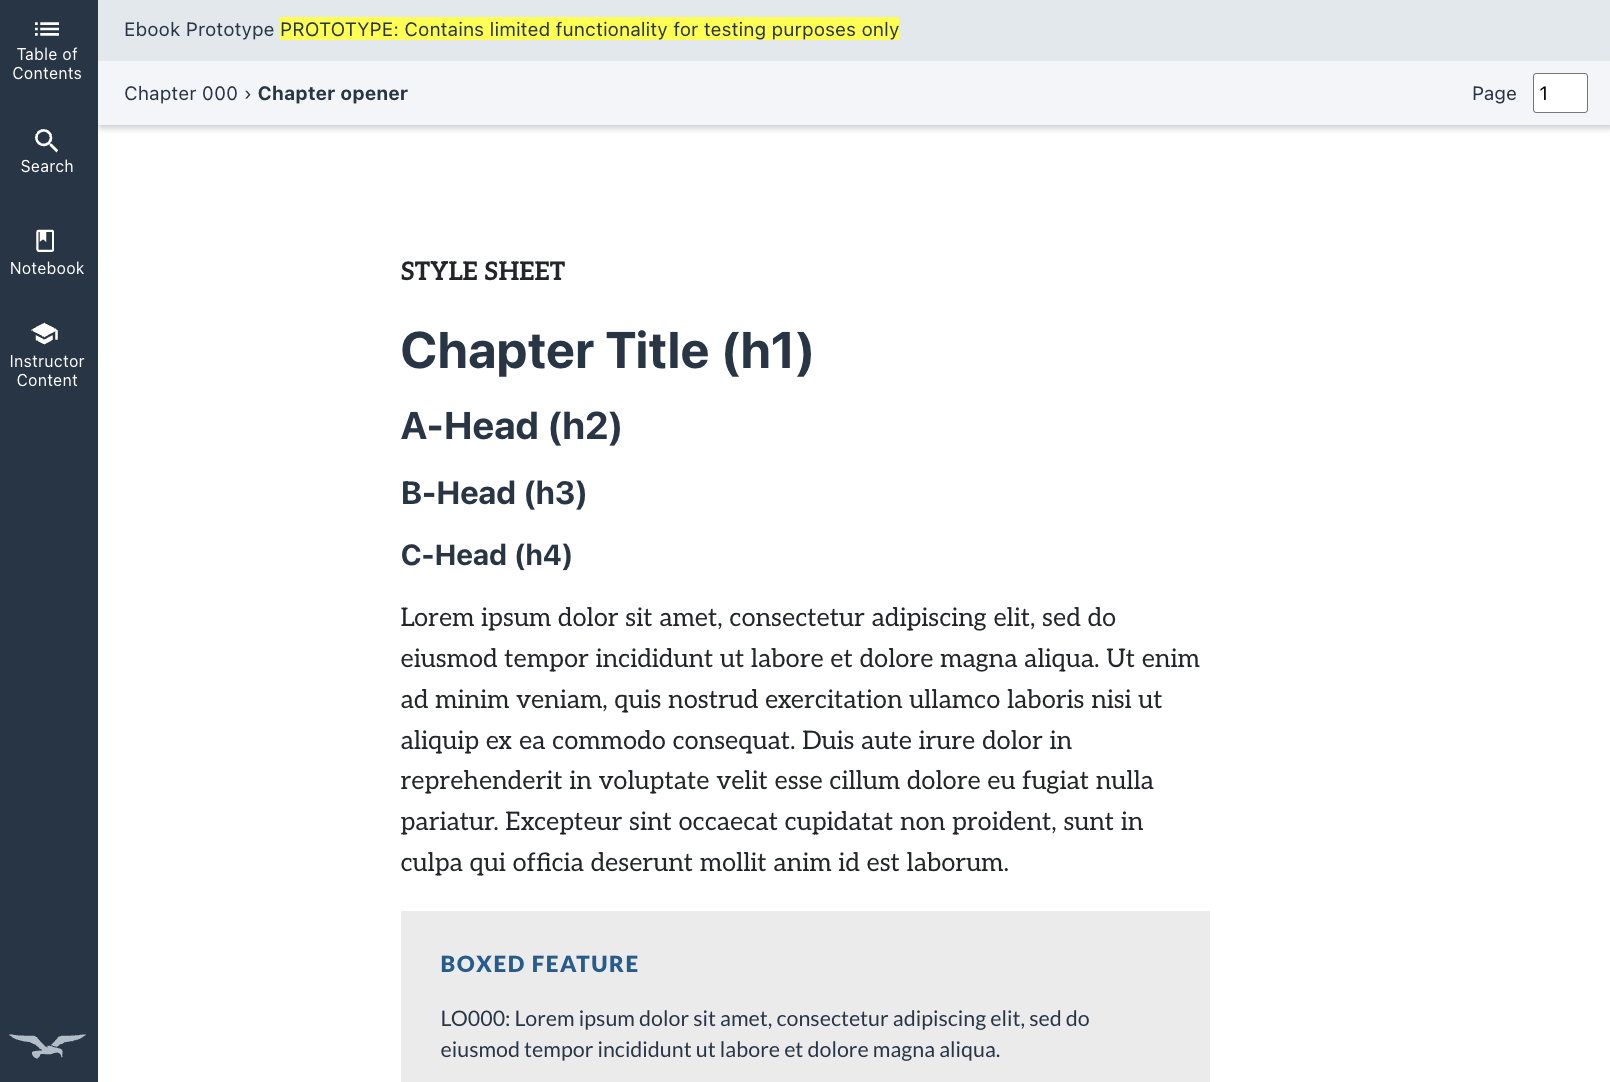 Table of
Contents
Search
Notebook
Instructor
Content
Ebook Prototype PROTOTYPE: Contains limited functionality for testing purposes only
Chapter 000 › Chapter opener
Page 1
STYLE SHEET
Chapter Title (h1)
A-Head (h2)
B-Head (h3)
C-Head (h4)
Lorem ipsum dolor sit amet, consectetur adipiscing elit, sed do
eiusmod tempor incididunt ut labore et dolore magna aliqua. Ut enim
ad minim veniam, quis nostrud exercitation ullamco laboris nisi ut
aliquip ex ea commodo consequat. Duis aute irure dolor in
reprehenderit in voluptate velit esse cillum dolore eu fugiat nulla
pariatur. Excepteur sint occaecat cupidatat non proident, sunt in
culpa qui officia deserunt mollit anim id est laborum.
BOXED FEATURE
LO000: Lorem ipsum dolor sit amet, consectetur adipiscing elit, sed do
eiusmod tempor incididunt ut labore et dolore magna aliqua.